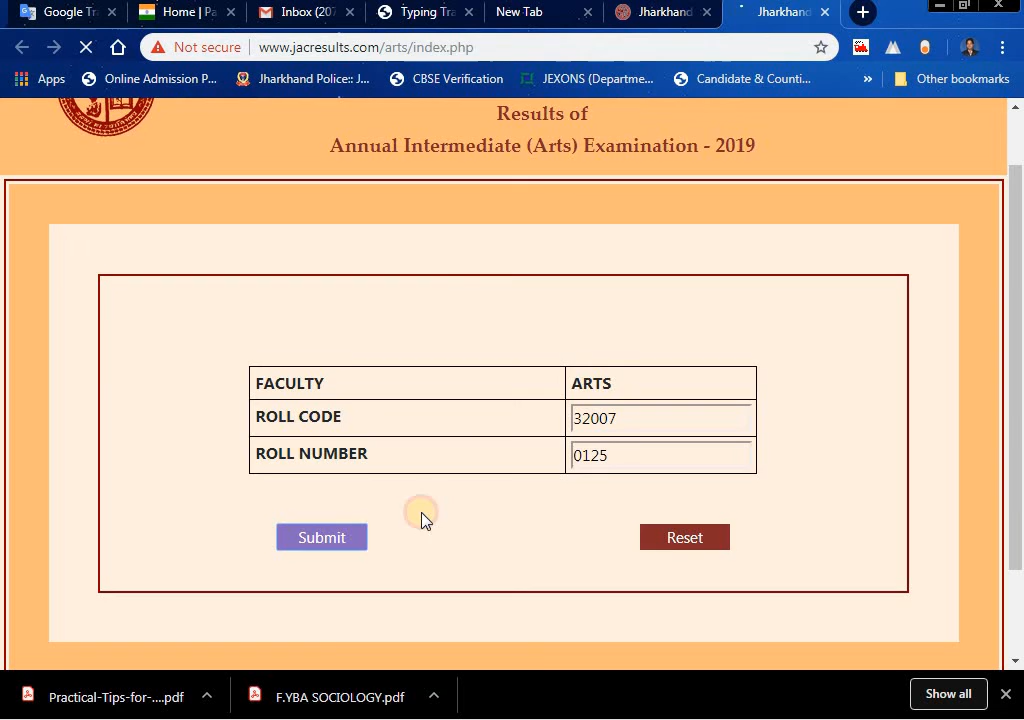 Google Tr Home | Pa Inbox (207 Typing Tra New Tab Jharkhand Jharkhand
Not secure www.jacresults.com/arts/index.php
Apps Online Admission P... Jharkhand Police:: J... CBSE Verification JEXONS (Departme... Candidate & Counti... » Other bookmarks
Results of
Annual Intermediate (Arts) Examination - 2019
FACULTY ARTS
ROLL CODE 32007
ROLL NUMBER 0125
Submit Reset
Practical-Tips-for-....pdf F.YBA SOCIOLOGY.pdf Show all